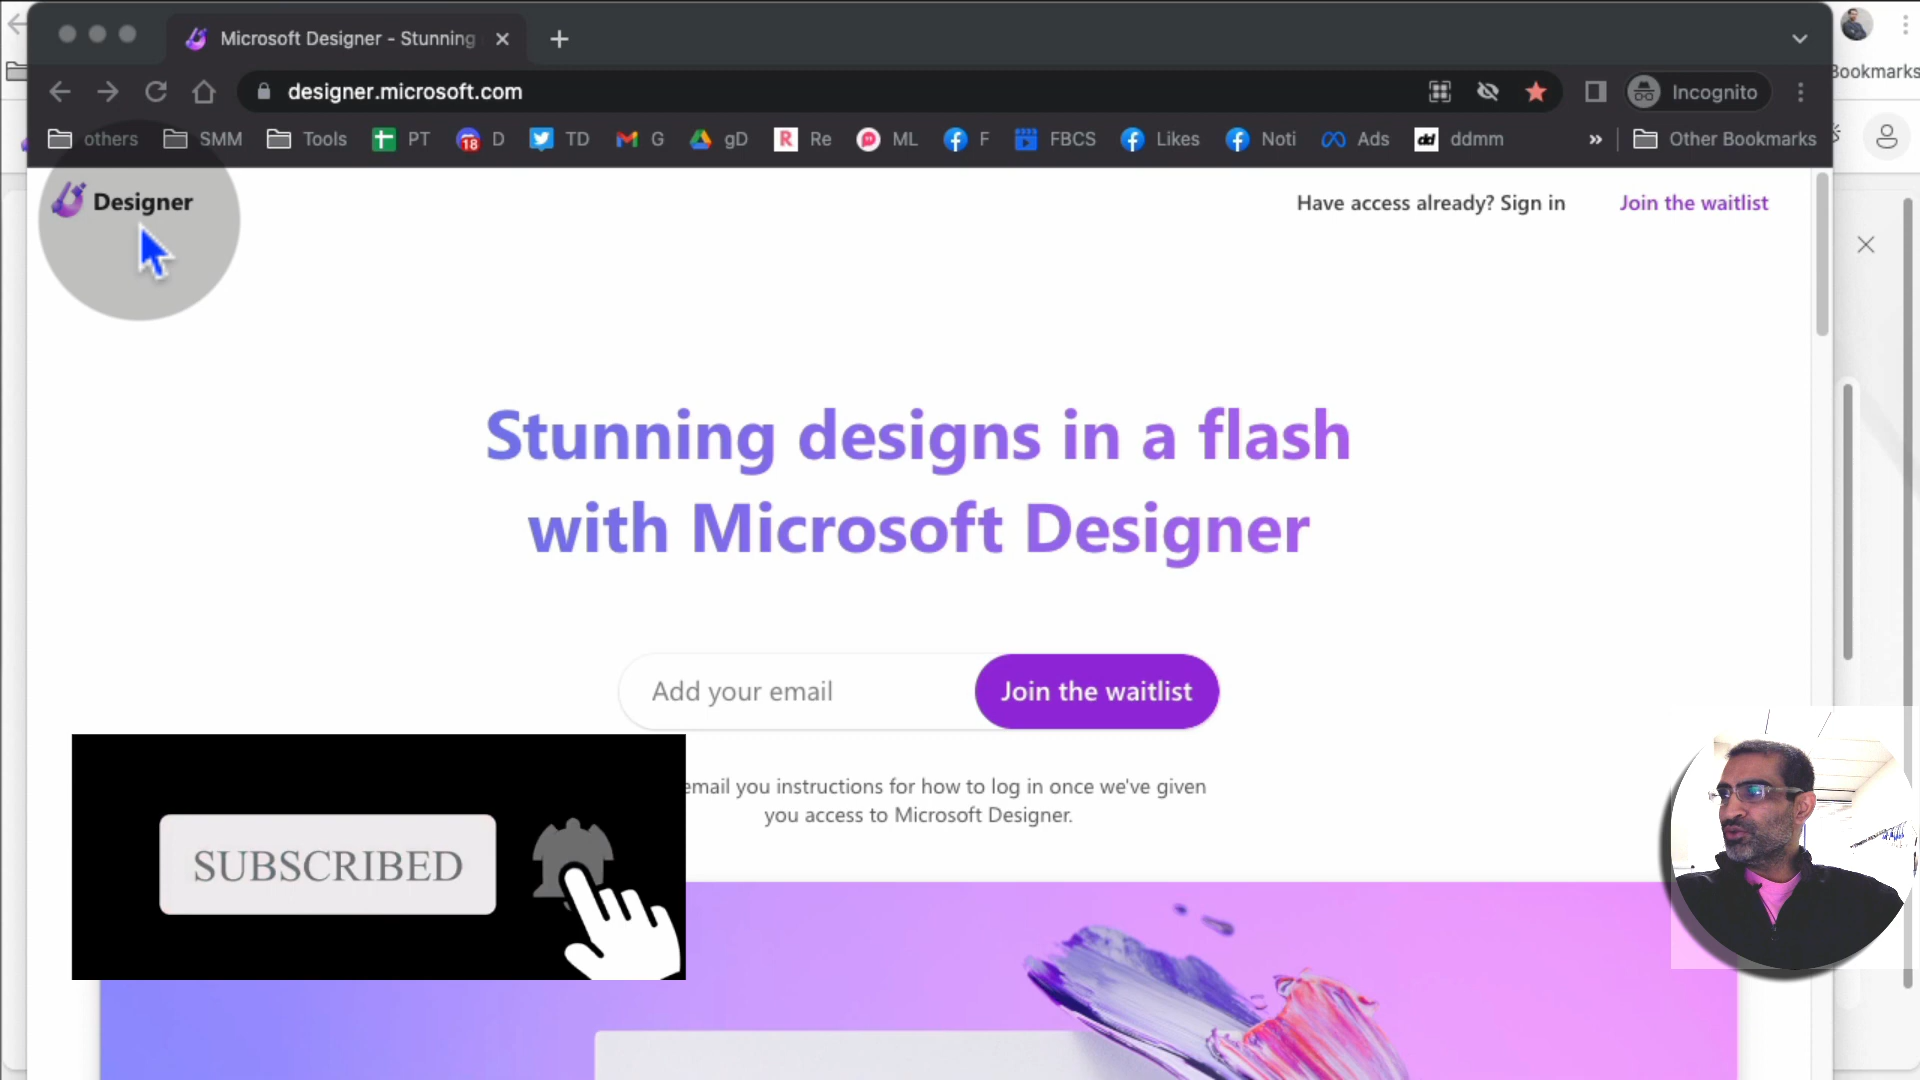 Microsoft Designer - Stunning
designer.microsoft.com
Incognito
Bookmarks
others
SMM
Tools
PT
18
D
TD
G
gD
R
Re
ML
F
FBCS
Likes
Noti
Ads
dd
ddmm
»
Other Bookmarks
Designer
Have access already? Sign in
Join the waitlist
Stunning designs in a flash
with Microsoft Designer
Add your email
Join the waitlist
email you instructions for how to log in once we've given
you access to Microsoft Designer.
SUBSCRIBED